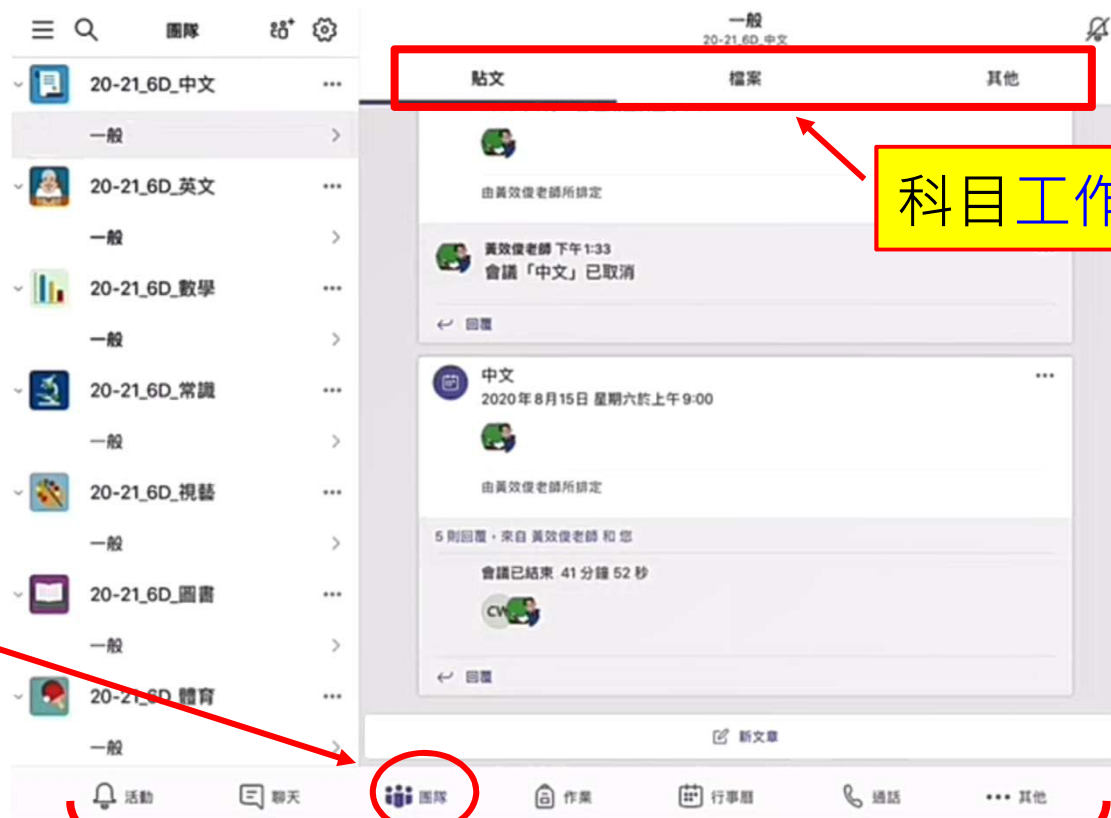 團隊
20-21_6D_中文
一般
20-21_6D_英文
一般
20-21_6D_數學
一般
20-21_6D_常識
一般
20-21_6D_視藝
一般
20-21_6D_圖書
一般
20-21_6D_體育
一般
一般
20-21_6D_中文
貼文 檔案 其他
科目工作
由黃效俊老師所排定
黃效俊老師 下午1:33
會議「中文」已取消
回覆
中文
2020年8月15日 星期六於上午9:00
由黃效俊老師所排定
5 則回覆，來自 黃效俊老師 和 您
會議已結束 41 分鐘 52 秒
CW
回覆
新文章
活動 聊天 團隊 作業 行事曆 通話 其他